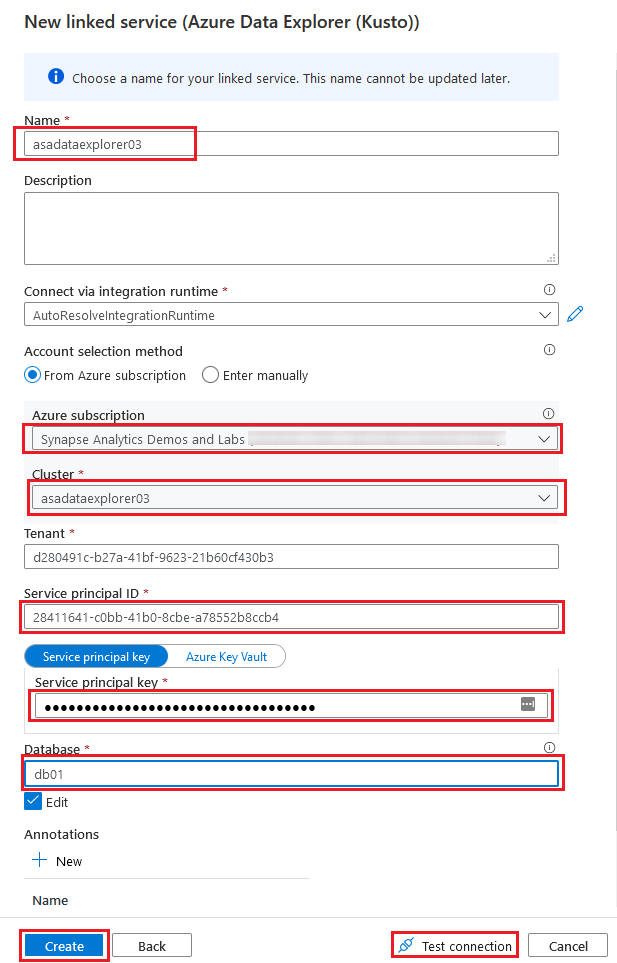 New linked service (Azure Data Explorer (Kusto))
Choose a name for your linked service. This name cannot be updated later.
Name *
asadataexplorer03
Description
Connect via integration runtime *
AutoResolveIntegrationRuntime
Account selection method
From Azure subscription Enter manually
Azure subscription
Synapse Analytics Demos and Labs
Cluster *
asadataexplorer03
Tenant *
d280491c-b27a-41bf-9623-21b60cf430b3
Service principal ID *
28411641-c0bb-41b0-8cbe-a78552b8ccb4
Service principal key Azure Key Vault
Service principal key *
Database *
db01
Edit
Annotations
New
Name
Create Back Test connection Cancel